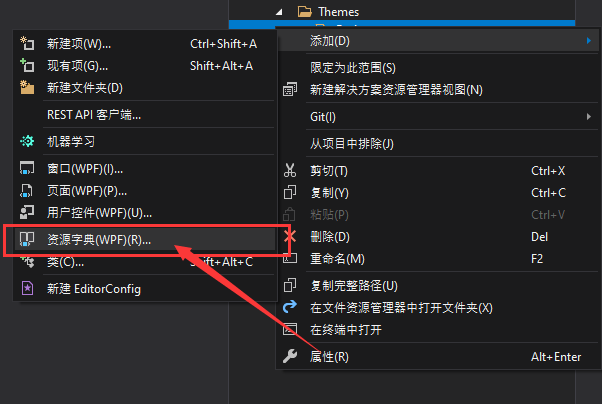 Themes
新建项(W)... Ctrl+Shift+A
现有项(G)... Shift+Alt+A
新建文件夹(D)
REST API 客户端...
机器学习
窗口(WPF)(I)...
页面(WPF)(P)...
用户控件(WPF)(U)...
资源字典(WPF)(R)...
类(C)... Shift+Alt+C
新建 EditorConfig
添加(D)
限定为此范围(S)
新建解决方案资源管理器视图(N)
Git(I)
从项目中排除(J)
剪切(T) Ctrl+X
复制(Y) Ctrl+C
粘贴(P) Ctrl+V
删除(D) Del
重命名(M) F2
复制完整路径(U)
在文件资源管理器中打开文件夹(X)
在终端中打开
属性(R) Alt+Enter